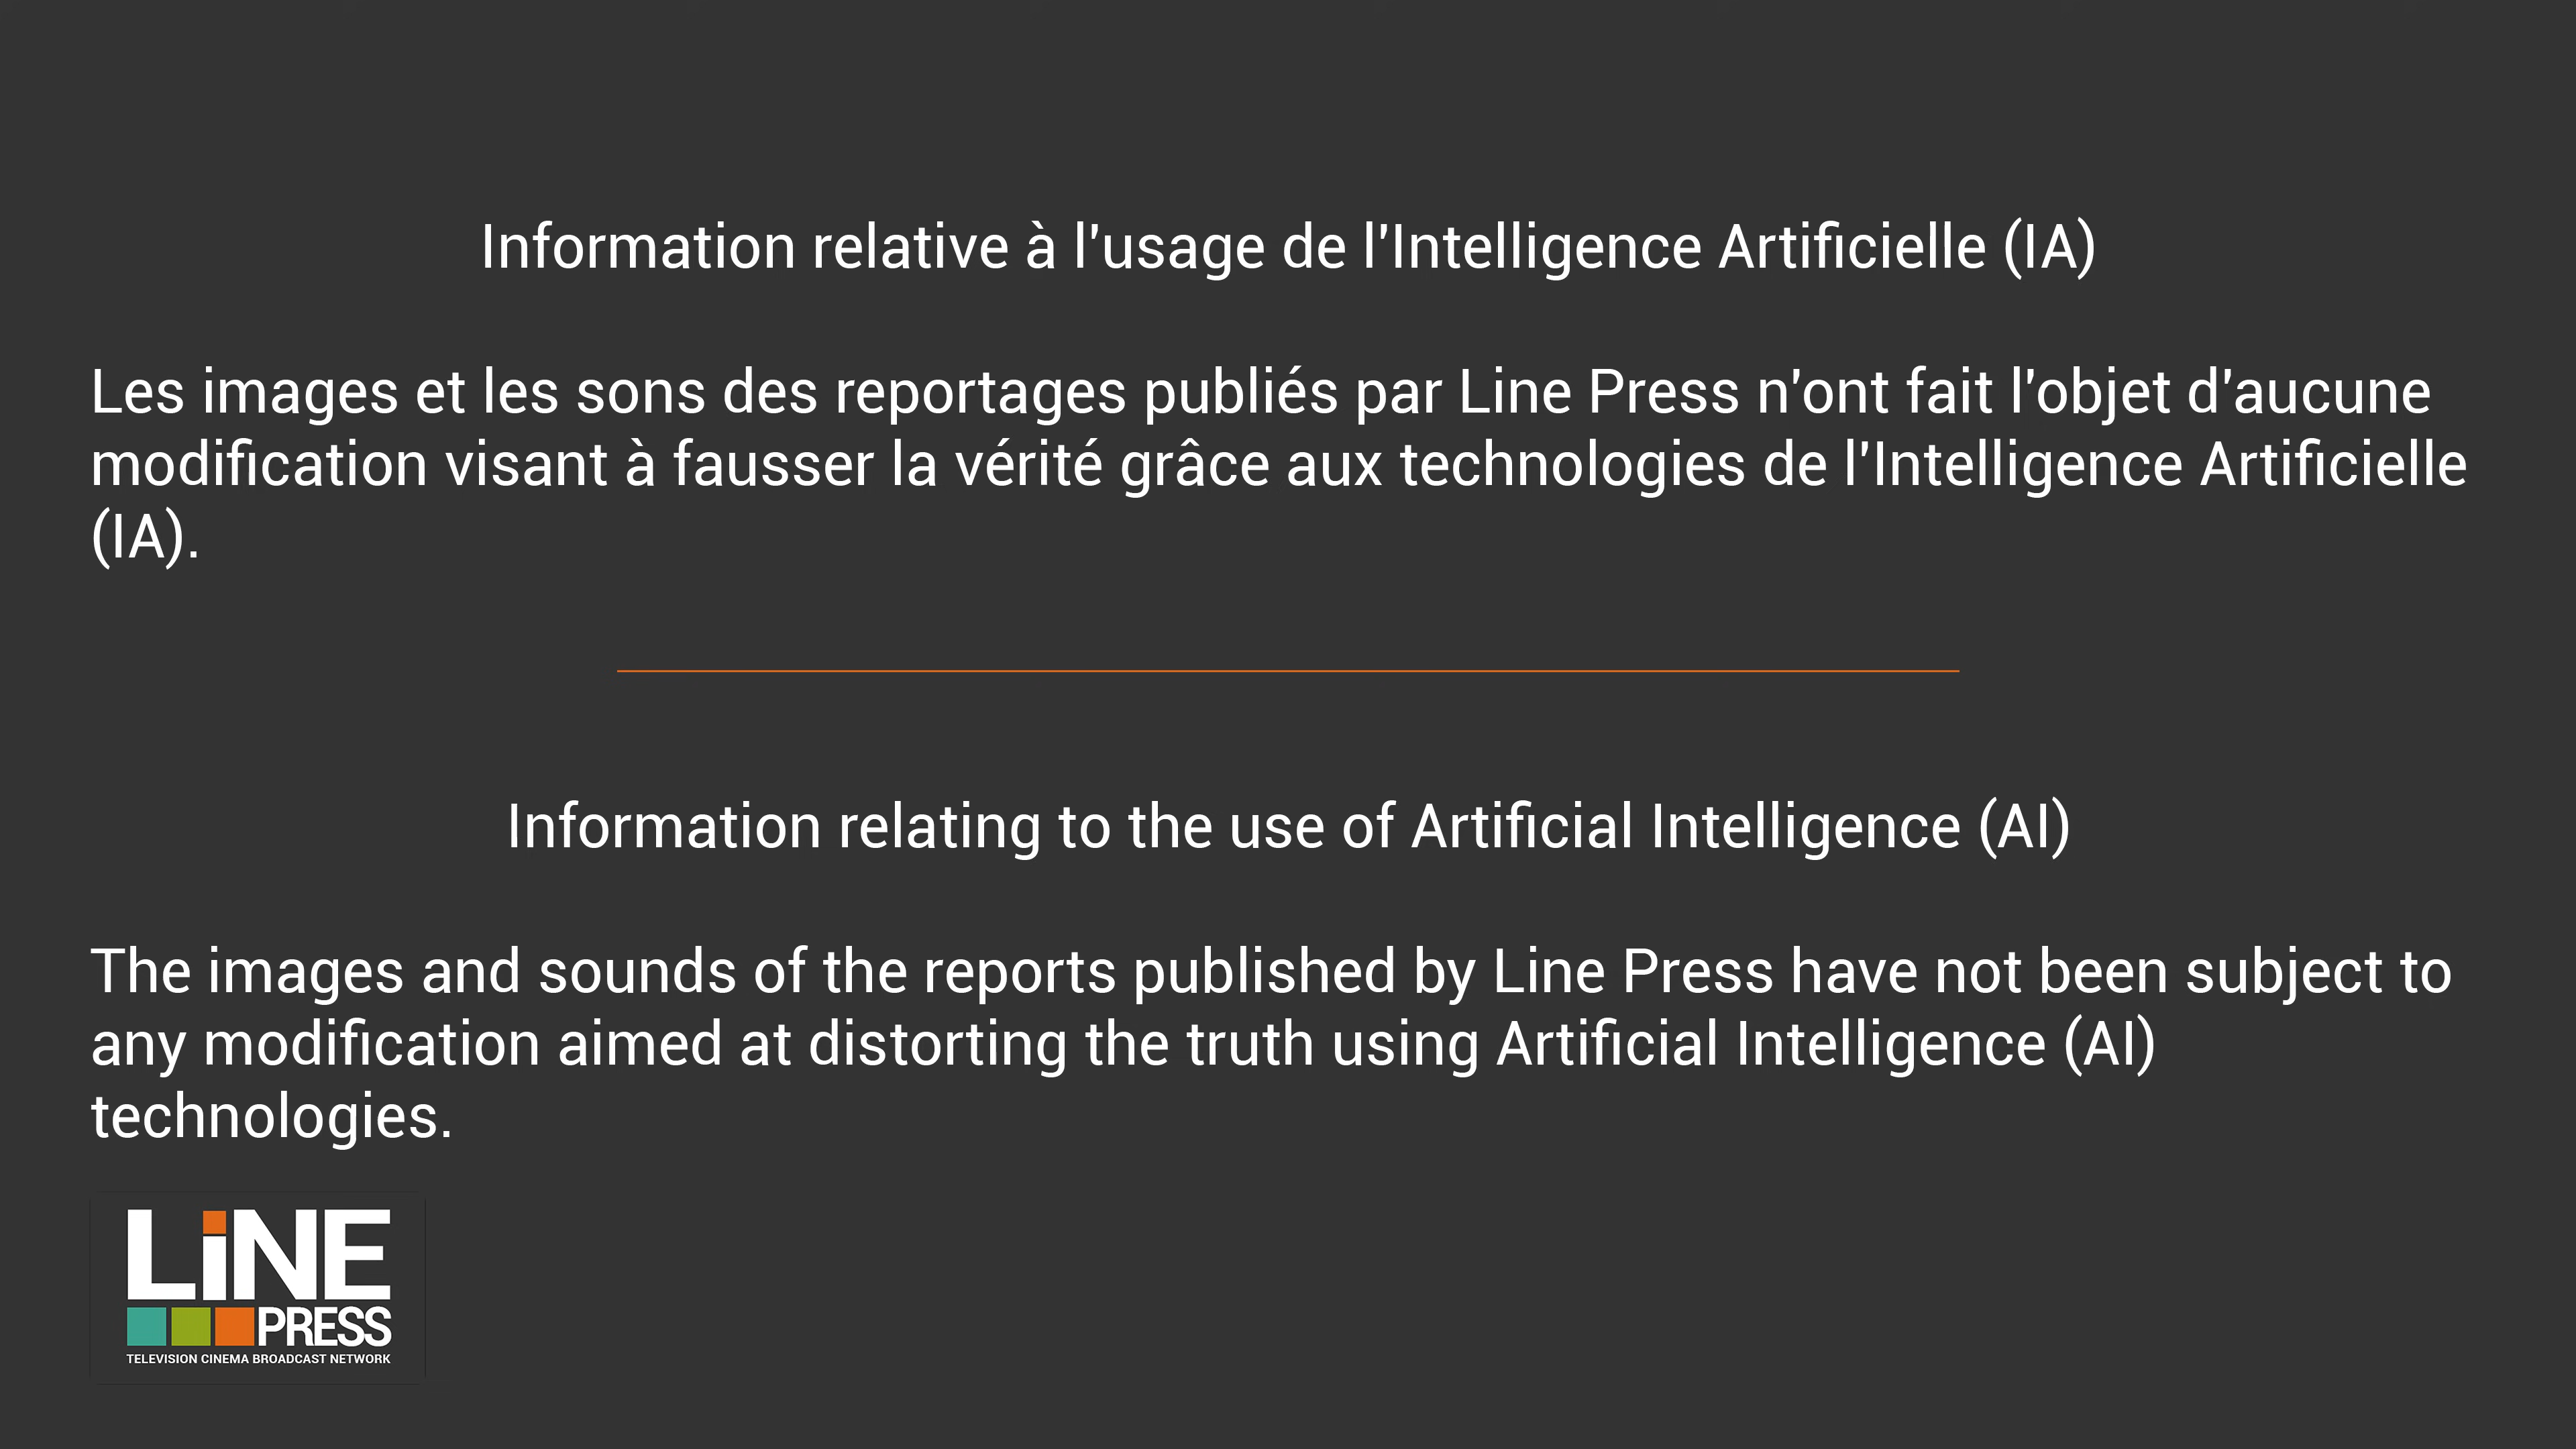 Information relative à l'usage de l'Intelligence Artificielle (IA)
Les images et les sons des reportages publiés par Line Press n'ont fait l'objet d'aucune
modification visant à fausser la vérité grâce aux technologies de l'Intelligence Artificielle
(IA).
Information relating to the use of Artificial Intelligence (AI)
The images and sounds of the reports published by Line Press have not been subject to
any modification aimed at distorting the truth using Artificial Intelligence (AI)
technologies.
LiNE
PRESS
TELEVISION CINEMA BROADCAST NETWORK